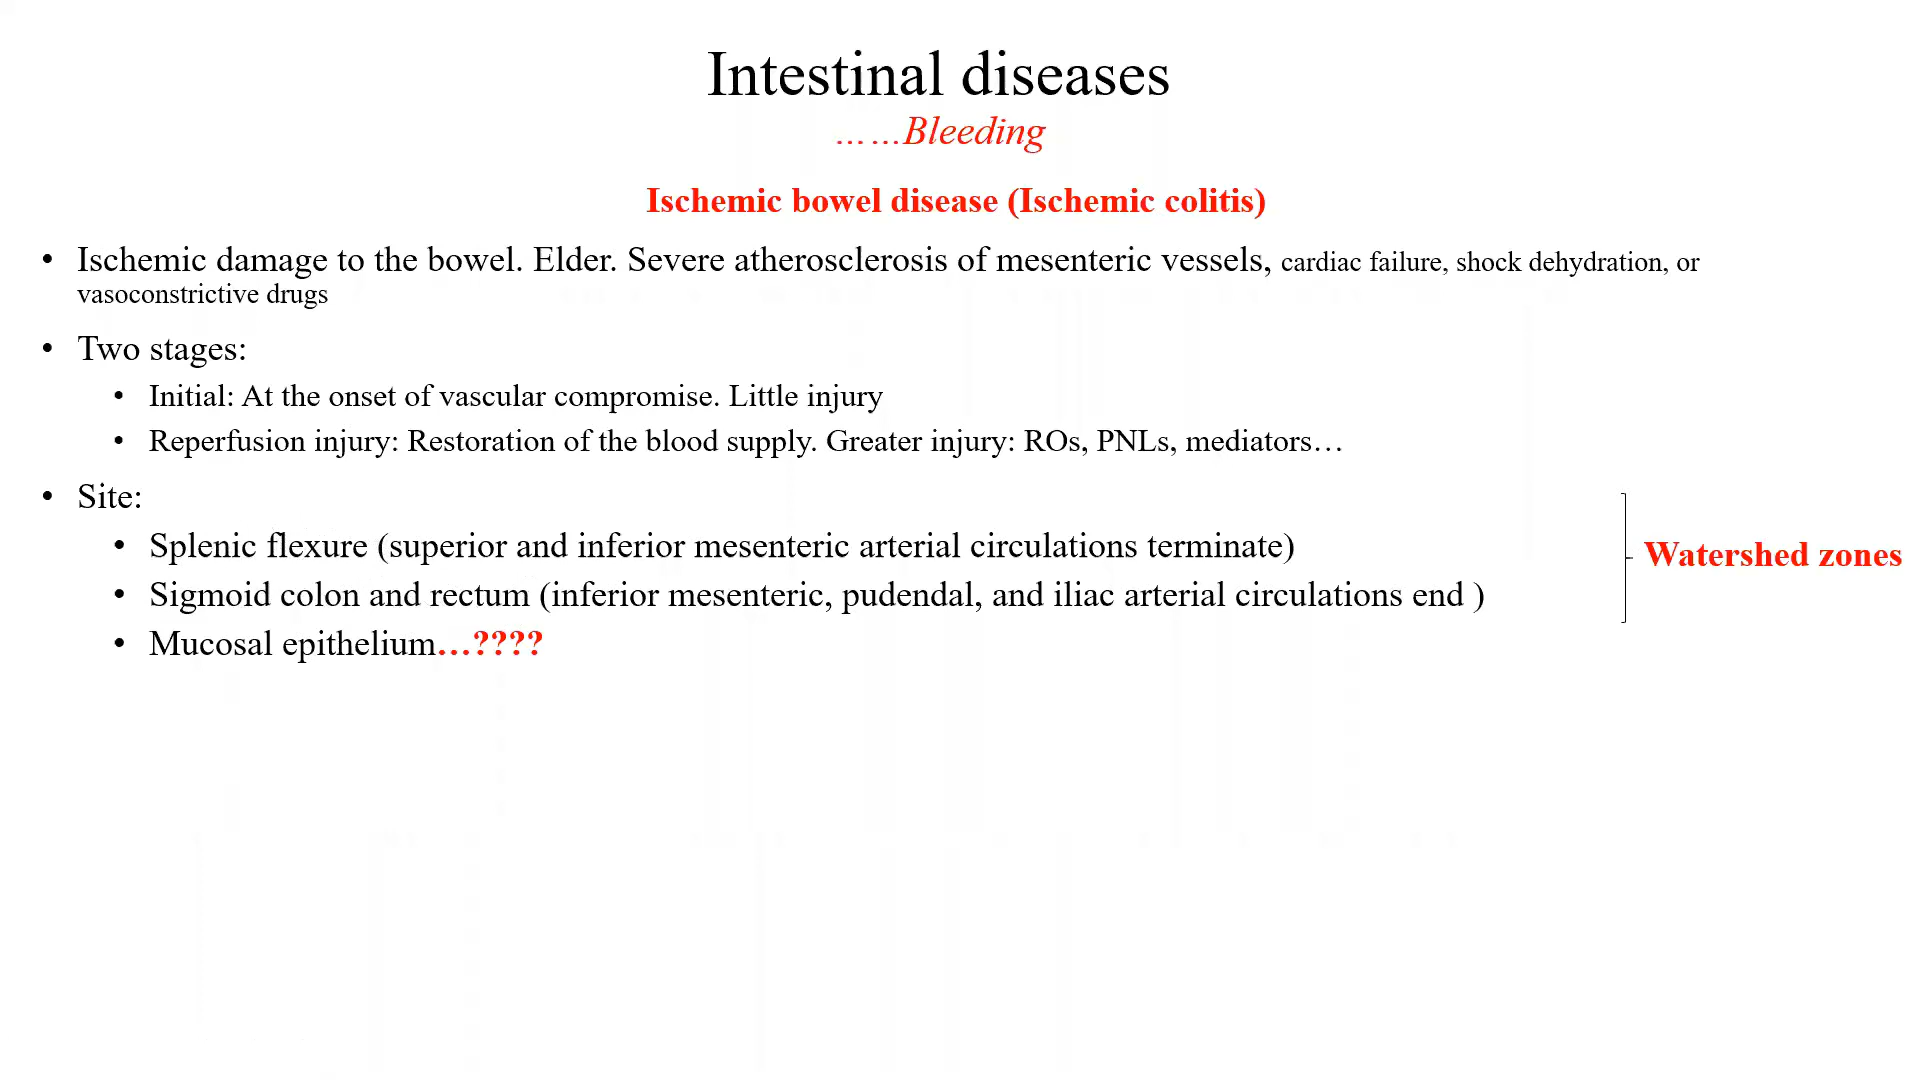 Intestinal diseases
……Bleeding
Ischemic bowel disease (Ischemic colitis)
• Ischemic damage to the bowel. Elder. Severe atherosclerosis of mesenteric vessels, cardiac failure, shock dehydration, or
vasoconstrictive drugs
• Two stages:
• Initial: At the onset of vascular compromise. Little injury
• Reperfusion injury: Restoration of the blood supply. Greater injury: ROs, PNLs, mediators…
• Site:
• Splenic flexure (superior and inferior mesenteric arterial circulations terminate)
• Sigmoid colon and rectum (inferior mesenteric, pudendal, and iliac arterial circulations end )
• Mucosal epithelium…????
Watershed zones